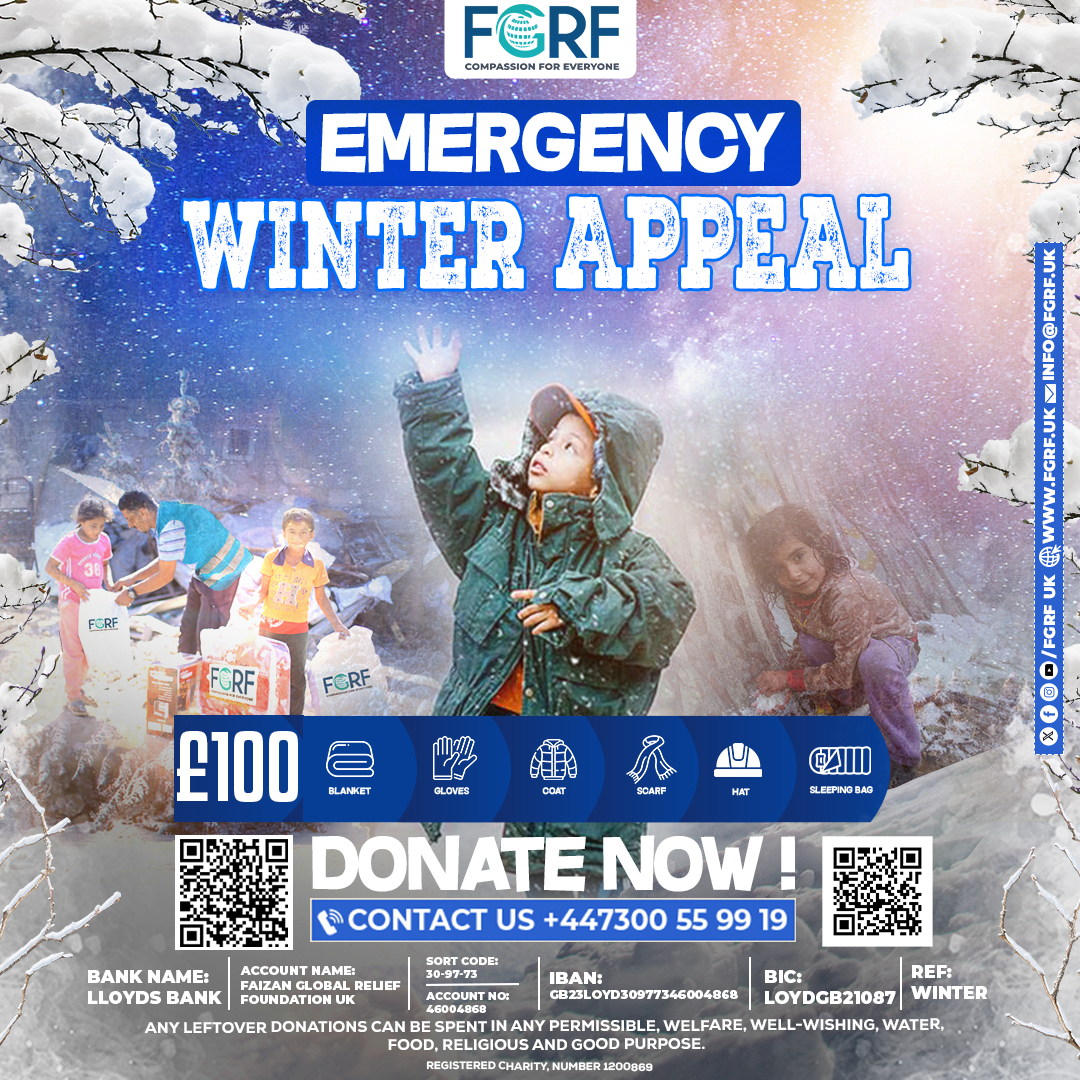 FGRF
COMPASSION FOR EVERYONE
EMERGENCY
WINTER APPEAL
38
FGRF
FGRF
FGRF
COMPASSION FOR EVERYONE
/FGRF UK WWW.FGRF.UK INFO@FGRF.UK
£100
BLANKET
GLOVES
COAT
SCARF
HAT
SLEEPING BAG
DONATE NOW !
CONTACT US +447300 55 99 19
BANK NAME:
LLOYDS BANK
ACCOUNT NAME:
FAIZAN GLOBAL RELIEF
FOUNDATION UK
SORT CODE:
30-97-73
ACCOUNT NO:
46004868
IBAN:
GB23LOYD30977346004868
BIC:
LOYDGB21087
REF:
WINTER
ANY LEFTOVER DONATIONS CAN BE SPENT IN ANY PERMISSIBLE, WELFARE, WELL-WISHING, WATER,
FOOD, RELIGIOUS AND GOOD PURPOSE.
REGISTERED CHARITY, NUMBER 1200869